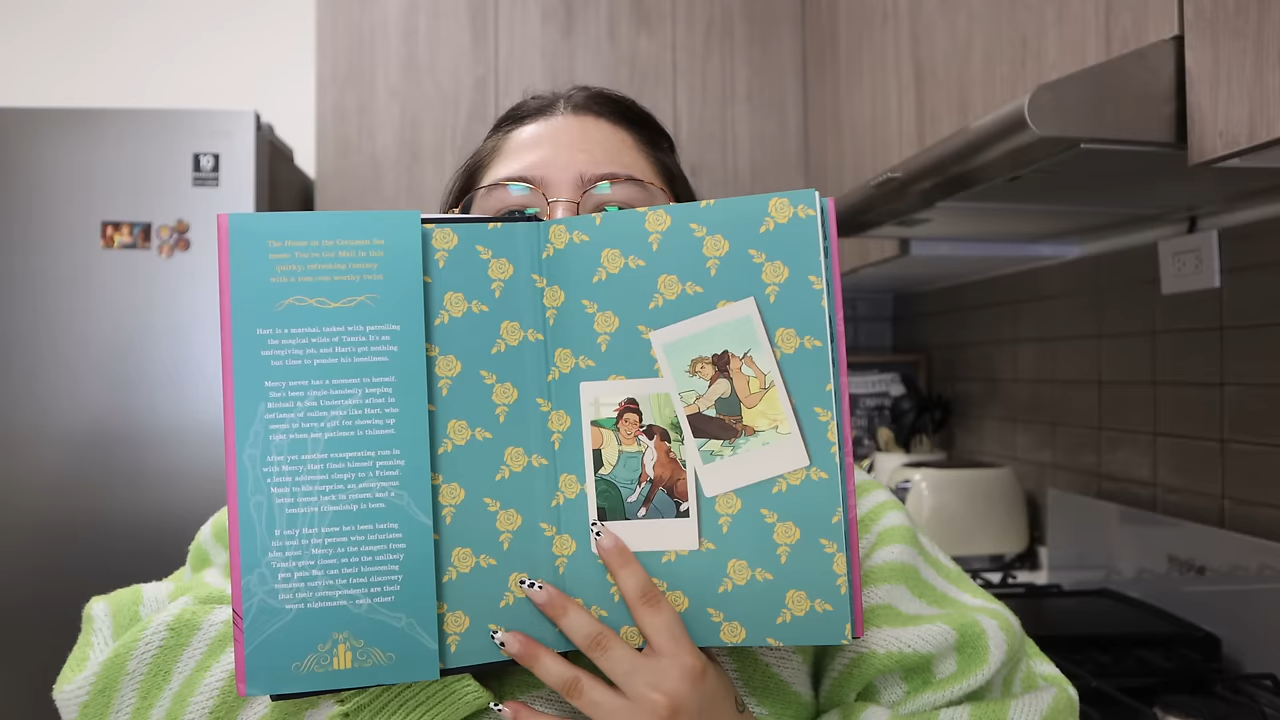 10
The House in the Cerulean Sea
meets You've Got Mail in this
quirky, refreshing fantasy
with a rom-com-worthy twist
Hart is a marshal, tasked with patrolling
the magical wilds of Tanria. It's an
unforgiving job, and Hart's got nothing
but time to ponder his loneliness.
Mercy never has a moment to herself.
She's been single-handedly keeping
Birdsall & Son Undertakers afloat in
defiance of sullen jerks like Hart, who
seems to have a gift for showing up
right when her patience is thinnest.
After yet another exasperating run-in
with Mercy, Hart finds himself penning
a letter addressed simply to 'A Friend'.
Much to his surprise, an anonymous
letter comes back in return, and a
tentative friendship is born.
If only Hart knew he's been baring
his soul to the person who infuriates
him most – Mercy. As the dangers from
Tanria grow closer, so do the unlikely
pen pals. But can their blossoming
romance survive the fated discovery
that their correspondents are their
worst nightmares – each other?